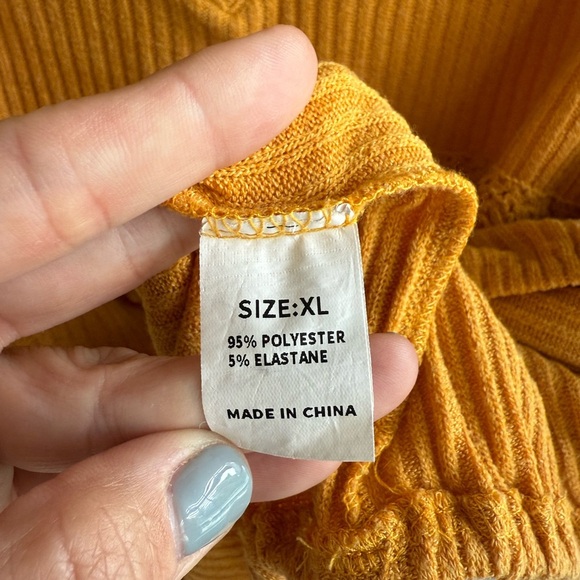 SIZE:XL
95% POLYESTER
5% ELASTANE
MADE IN CHINA